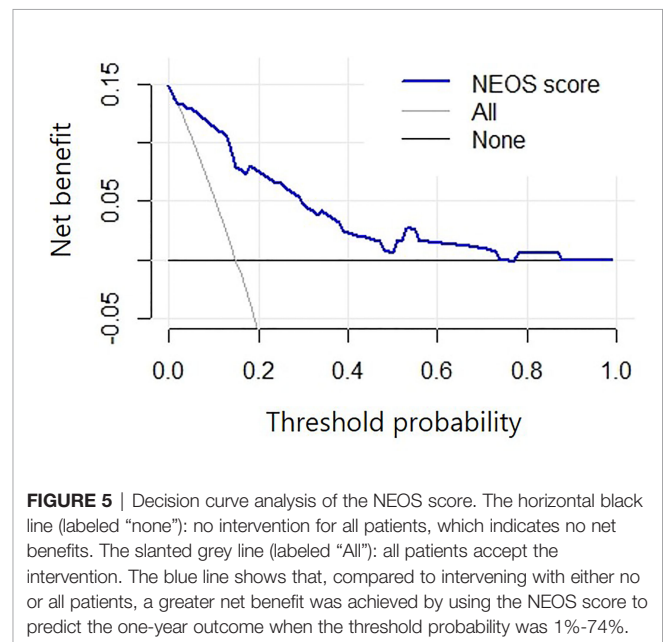 0.15
0.05
-0.05
Net benefit
NEOS score
All
None
0.0 0.2 0.4 0.6 0.8 1.0
Threshold probability
FIGURE 5 | Decision curve analysis of the NEOS score. The horizontal black
line (labeled “none”): no intervention for all patients, which indicates no net
benefits. The slanted grey line (labeled “All”): all patients accept the
intervention. The blue line shows that, compared to intervening with either no
or all patients, a greater net benefit was achieved by using the NEOS score to
predict the one-year outcome when the threshold probability was 1%-74%.